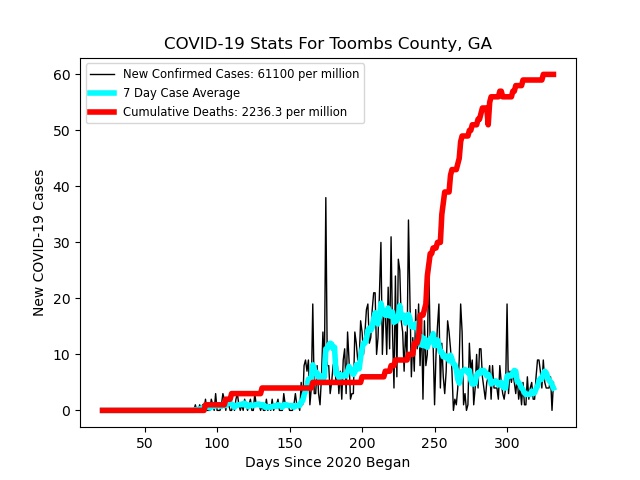 COVID-19 Stats For Toombs County, GA
New Confirmed Cases: 61100 per million
7 Day Case Average
Cumulative Deaths: 2236.3 per million
New COVID-19 Cases
60
50
40
30
20
10
0
50 100 150 200 250 300
Days Since 2020 Began